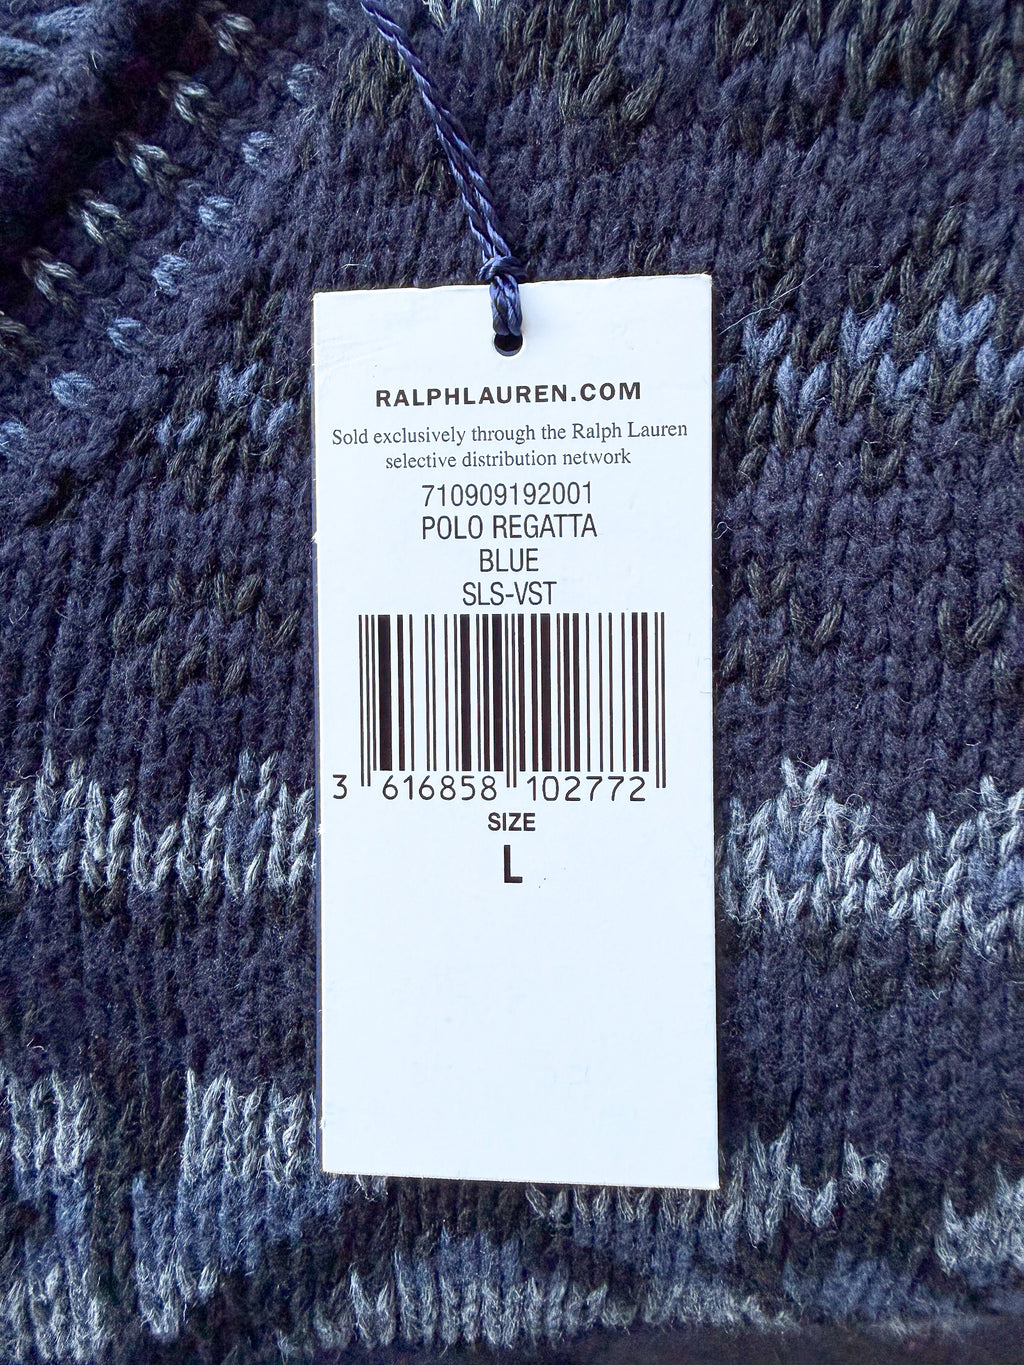 RALPHLAUREN.COM
Sold exclusively through the Ralph Lauren
selective distribution network
710909192001
POLO REGATTA
BLUE
SLS-VST
3 616858 102772
SIZE
L